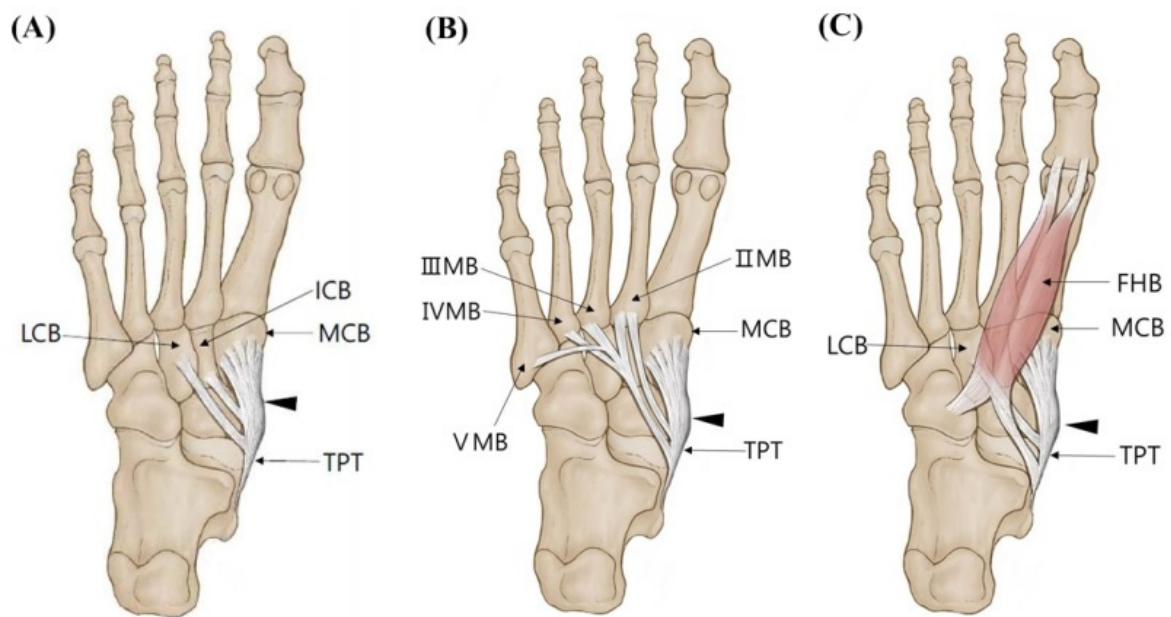 (A)
ICB
LCB
MCB
TPT
(B)
ⅢMB
ⅡMB
ⅣMB
MCB
ⅤMB
TPT
(C)
FHB
MCB
LCB
TPT